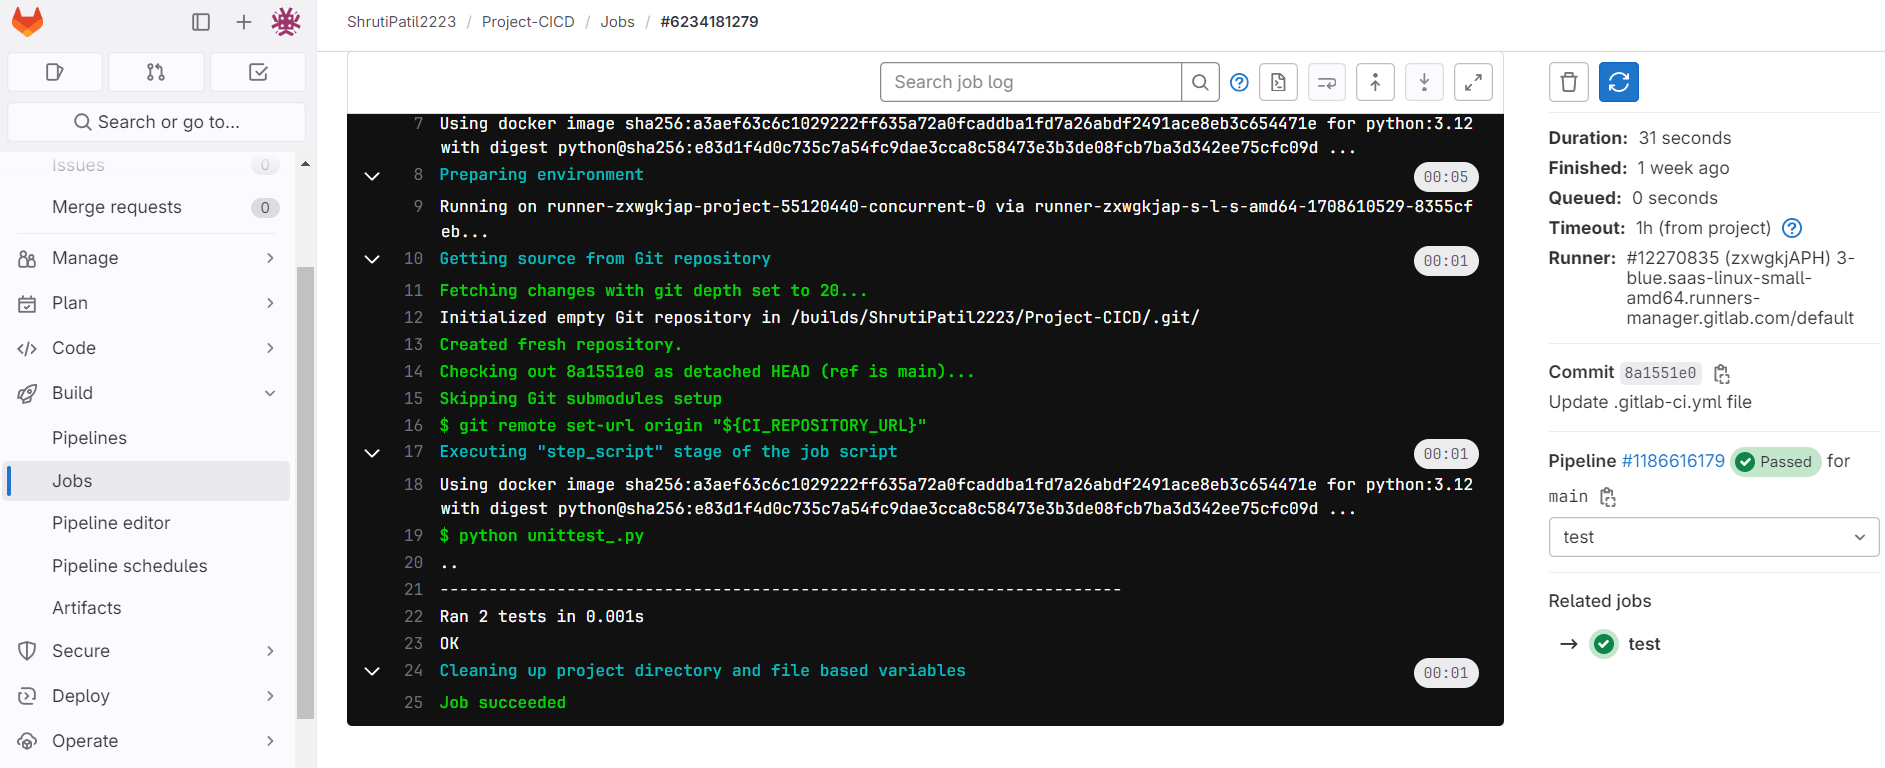 ShrutiPatil2223 / Project-CICD / Jobs / #6234181279
Search or go to...
Issues 0
Merge requests 0
Manage
Plan
Code
Build
Pipelines
Jobs
Pipeline editor
Pipeline schedules
Artifacts
Secure
Deploy
Operate
Search job log
7 Using docker image sha256:a3aef63c6c1029222ff635a72a0fcaddba1fd7a26abdf2491ace8eb3c654471e for python:3.12
with digest python@sha256:e83d1f4d0c735c7a54fc9dae3cca8c58473e3b3de08fcb7ba3d342ee75cfc09d ...
8 Preparing environment 00:05
9 Running on runner-zxwgkjap-project-55120440-concurrent-0 via runner-zxwgkjap-s-l-s-amd64-1708610529-8355cf
eb...
10 Getting source from Git repository 00:01
11 Fetching changes with git depth set to 20...
12 Initialized empty Git repository in /builds/ShrutiPatil2223/Project-CICD/.git/
13 Created fresh repository.
14 Checking out 8a1551e0 as detached HEAD (ref is main)...
15 Skipping Git submodules setup
16 $ git remote set-url origin "${CI_REPOSITORY_URL}"
17 Executing "step_script" stage of the job script 00:01
18 Using docker image sha256:a3aef63c6c1029222ff635a72a0fcaddba1fd7a26abdf2491ace8eb3c654471e for python:3.12
with digest python@sha256:e83d1f4d0c735c7a54fc9dae3cca8c58473e3b3de08fcb7ba3d342ee75cfc09d ...
19 $ python unittest_.py
20 ..
21 ----------------------------------------------------------------------
22 Ran 2 tests in 0.001s
23 OK
24 Cleaning up project directory and file based variables 00:01
25 Job succeeded
Duration: 31 seconds
Finished: 1 week ago
Queued: 0 seconds
Timeout: 1h (from project)
Runner: #12270835 (zxwgkjAPH) 3-
blue.saas-linux-small-
amd64.runners-
manager.gitlab.com/default
Commit 8a1551e0
Update .gitlab-ci.yml file
Pipeline #1186616179 Passed for
main
test
Related jobs
→ test